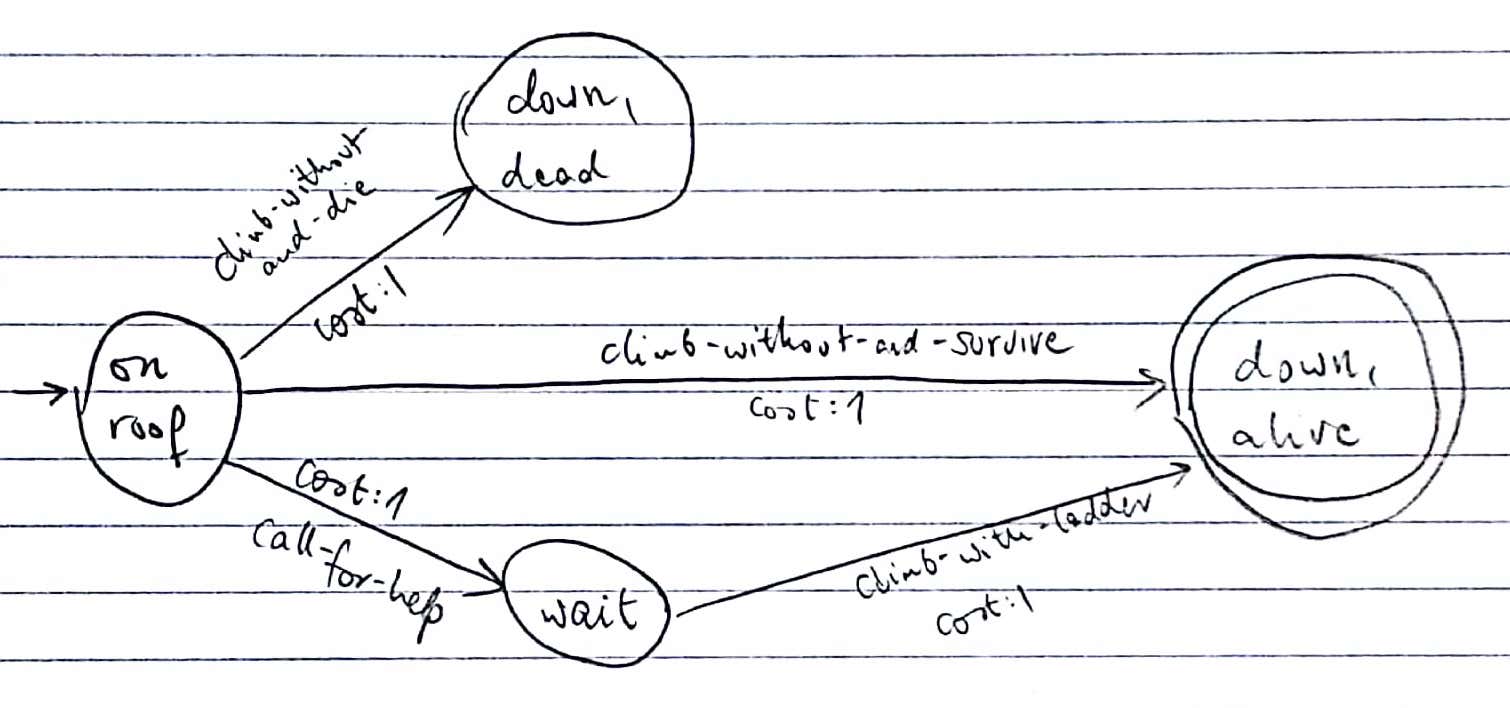 down,
dead
climb-without
and-die
cost:1
on
roof
climb-without-and-survive
cost:1
down,
alive
cost:1
call-
for-help
wait
climb-with-ladder
cost:1